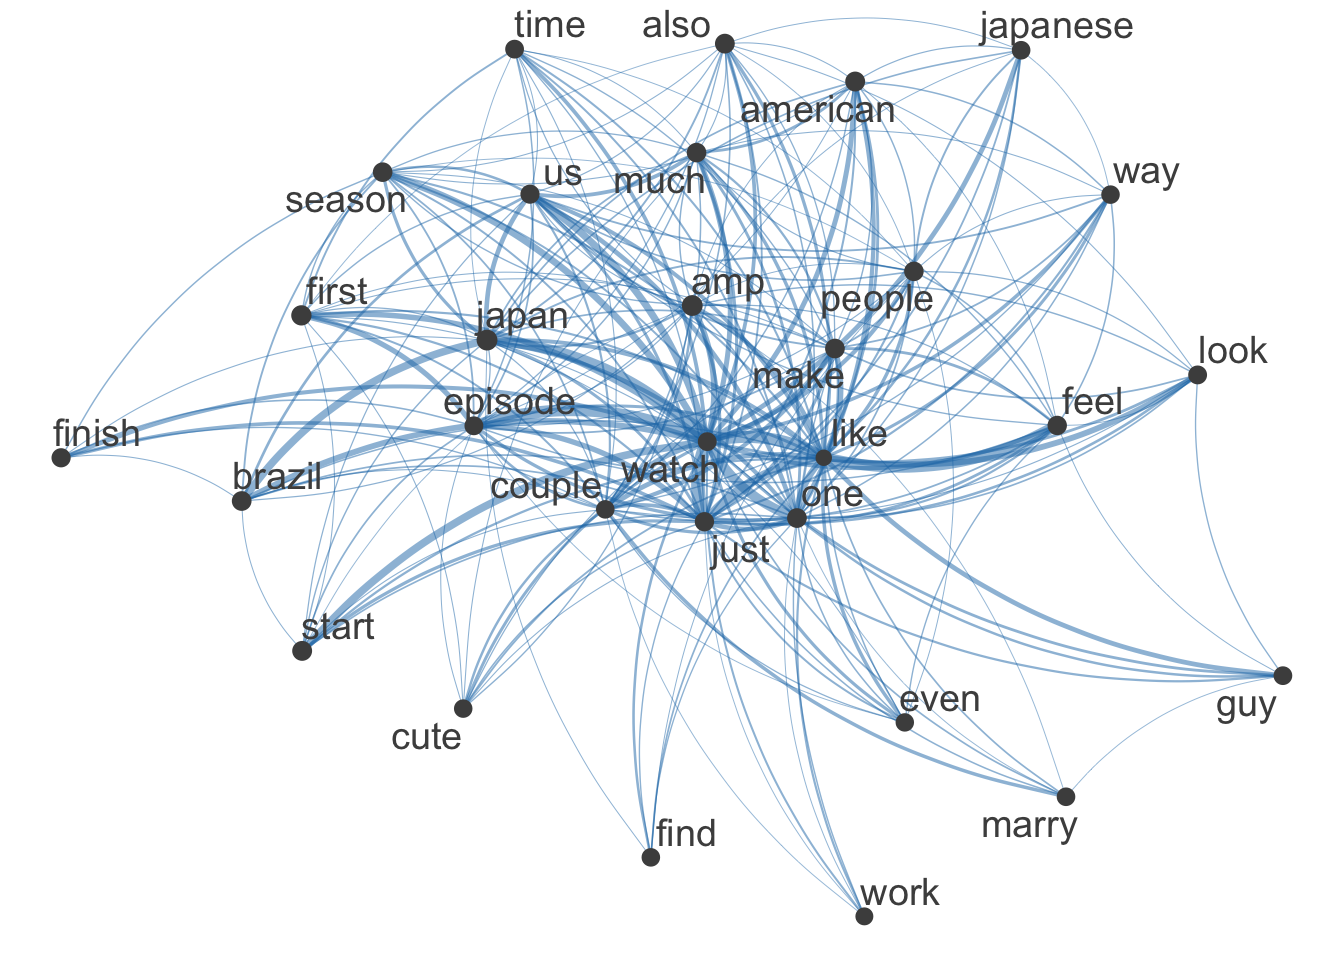 time
also
japanese
american
us
much
way
season
first
amp
people
japan
make
look
episode
feel
finish
like
brazil
watch
couple
one
just
start
even
guy
cute
marry
find
work